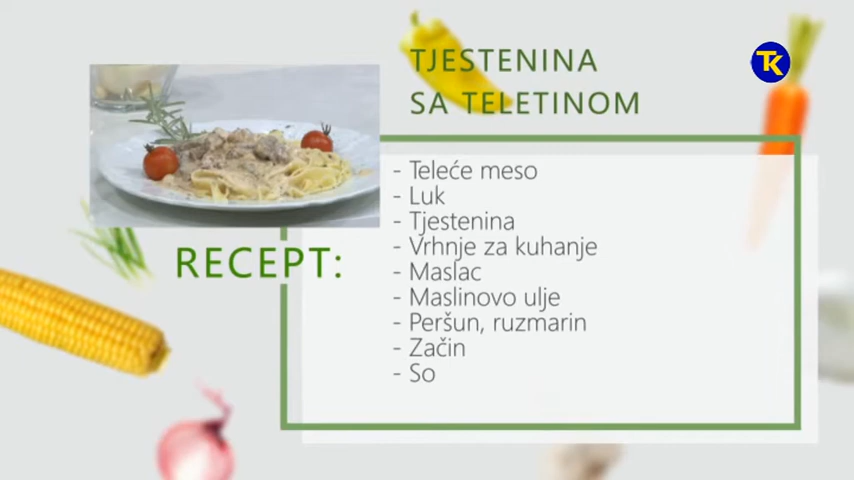 TJESTENINA
SA TELETINOM
TK
RECEPT:
- Teleće meso
- Luk
- Tjestenina
- Vrhnje za kuhanje
- Maslac
- Maslinovo ulje
- Peršun, ruzmarin
- Začin
- So